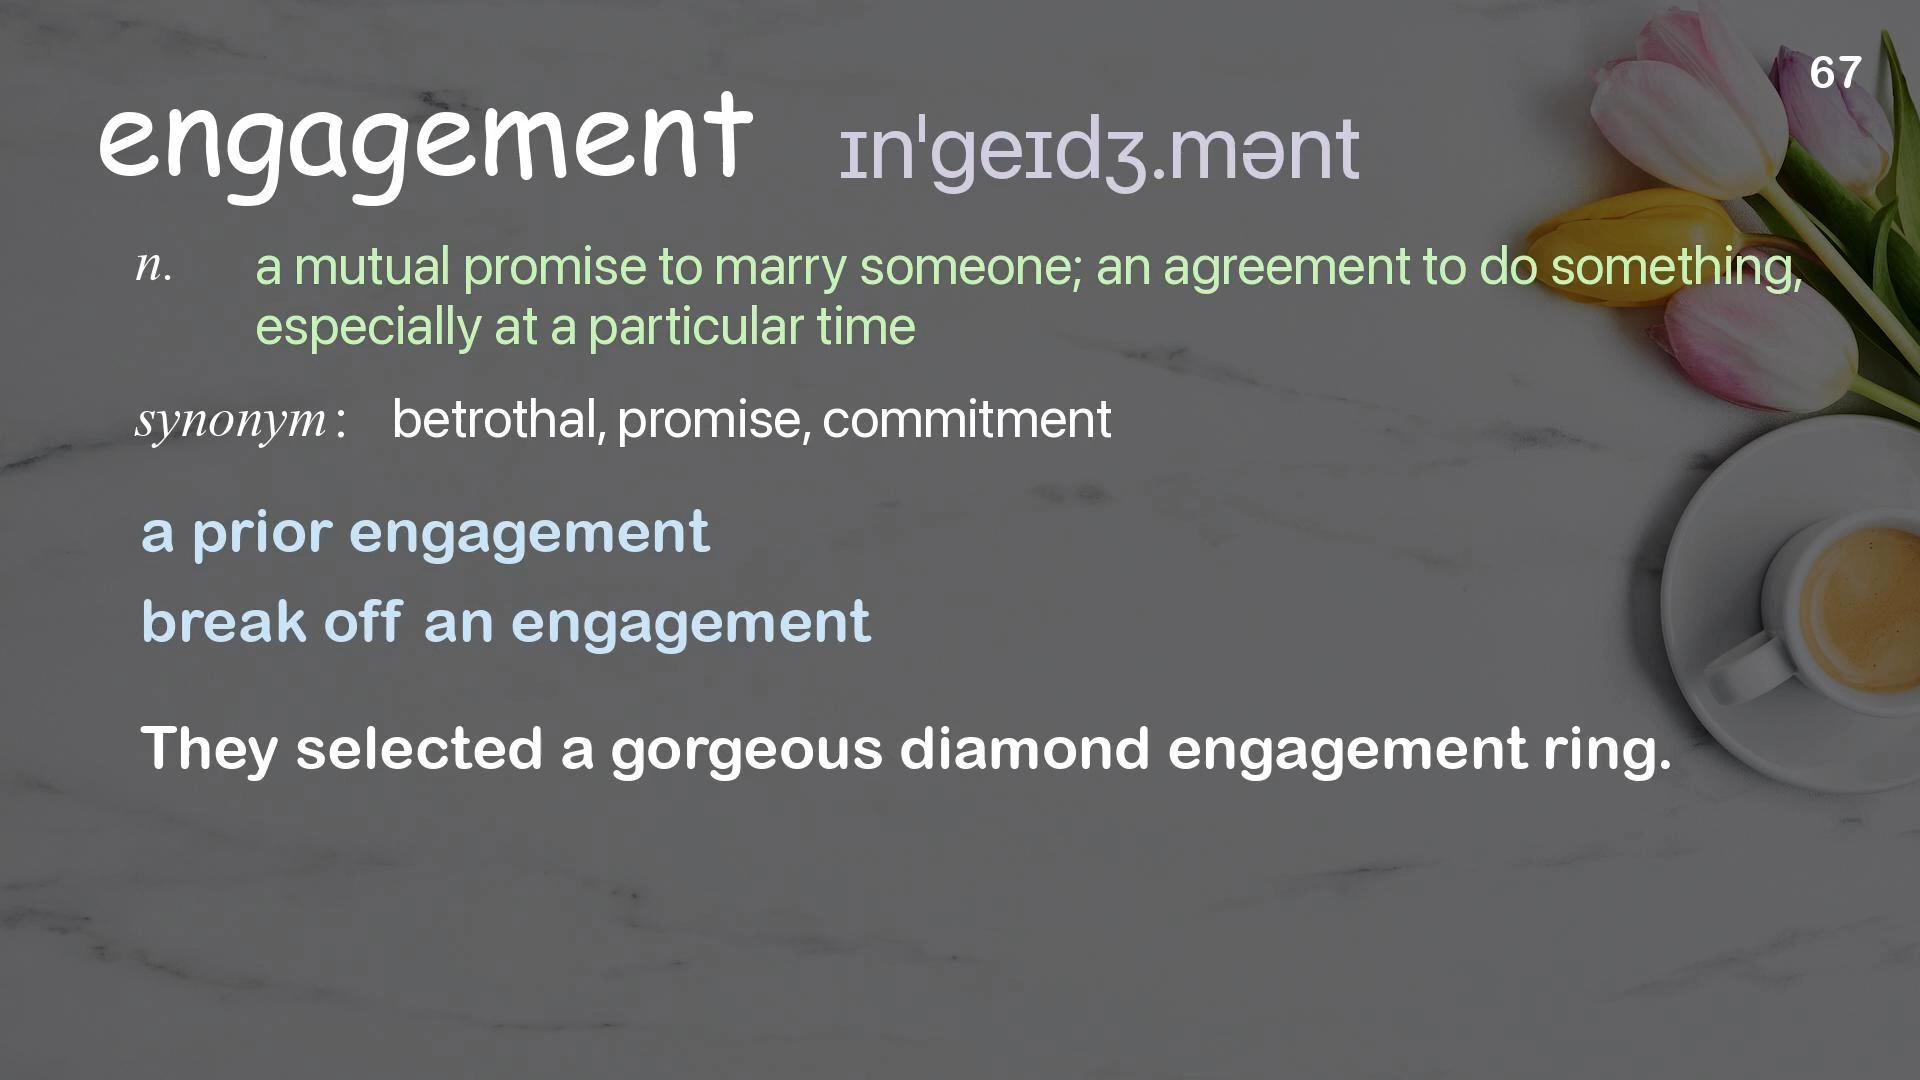 67
engagement ɪnˈgeɪdʒ.mənt
n. a mutual promise to marry someone; an agreement to do something,
especially at a particular time
synonym: betrothal, promise, commitment
a prior engagement
break off an engagement
They selected a gorgeous diamond engagement ring.